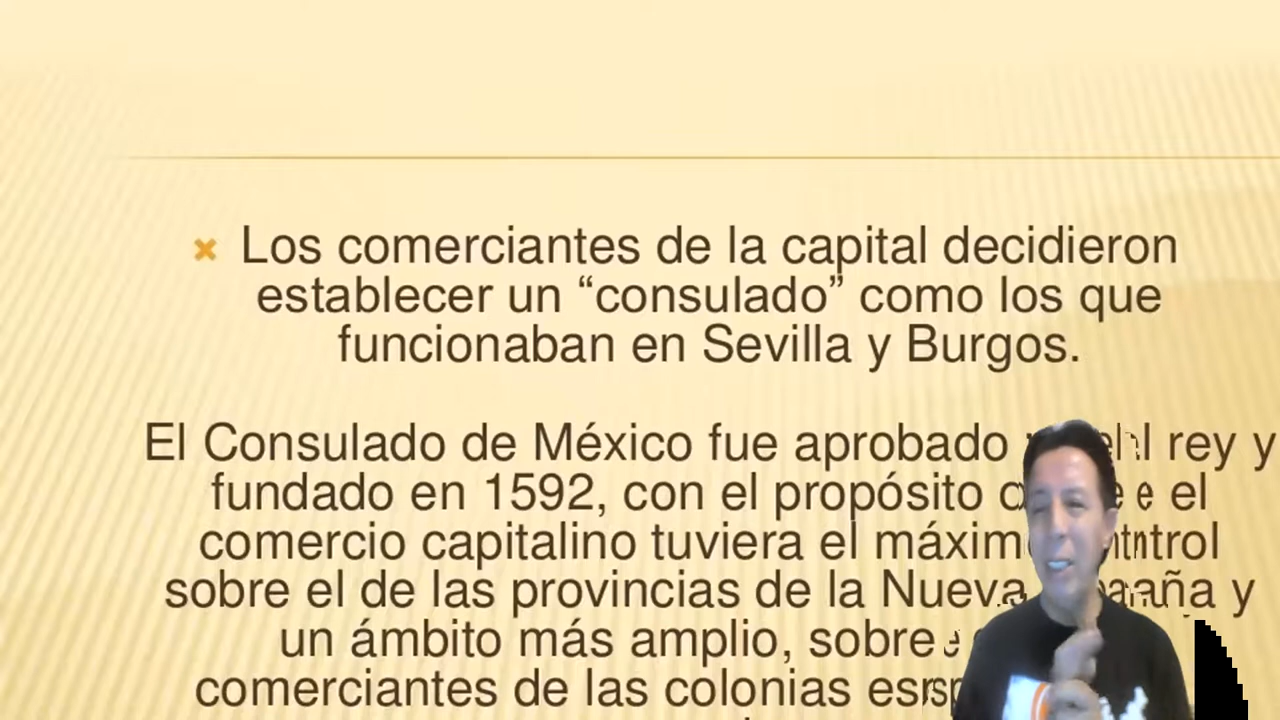 Los comerciantes de la capital decidieron
establecer un “consulado” como los que
funcionaban en Sevilla y Burgos.
El Consulado de México fue aprobado rey y
fundado en 1592, con el propósito el
comercio capitalino tuviera el
sobre el de las provincias de la Nueva y
un ámbito más amplio, sobre
comerciantes de las colonias